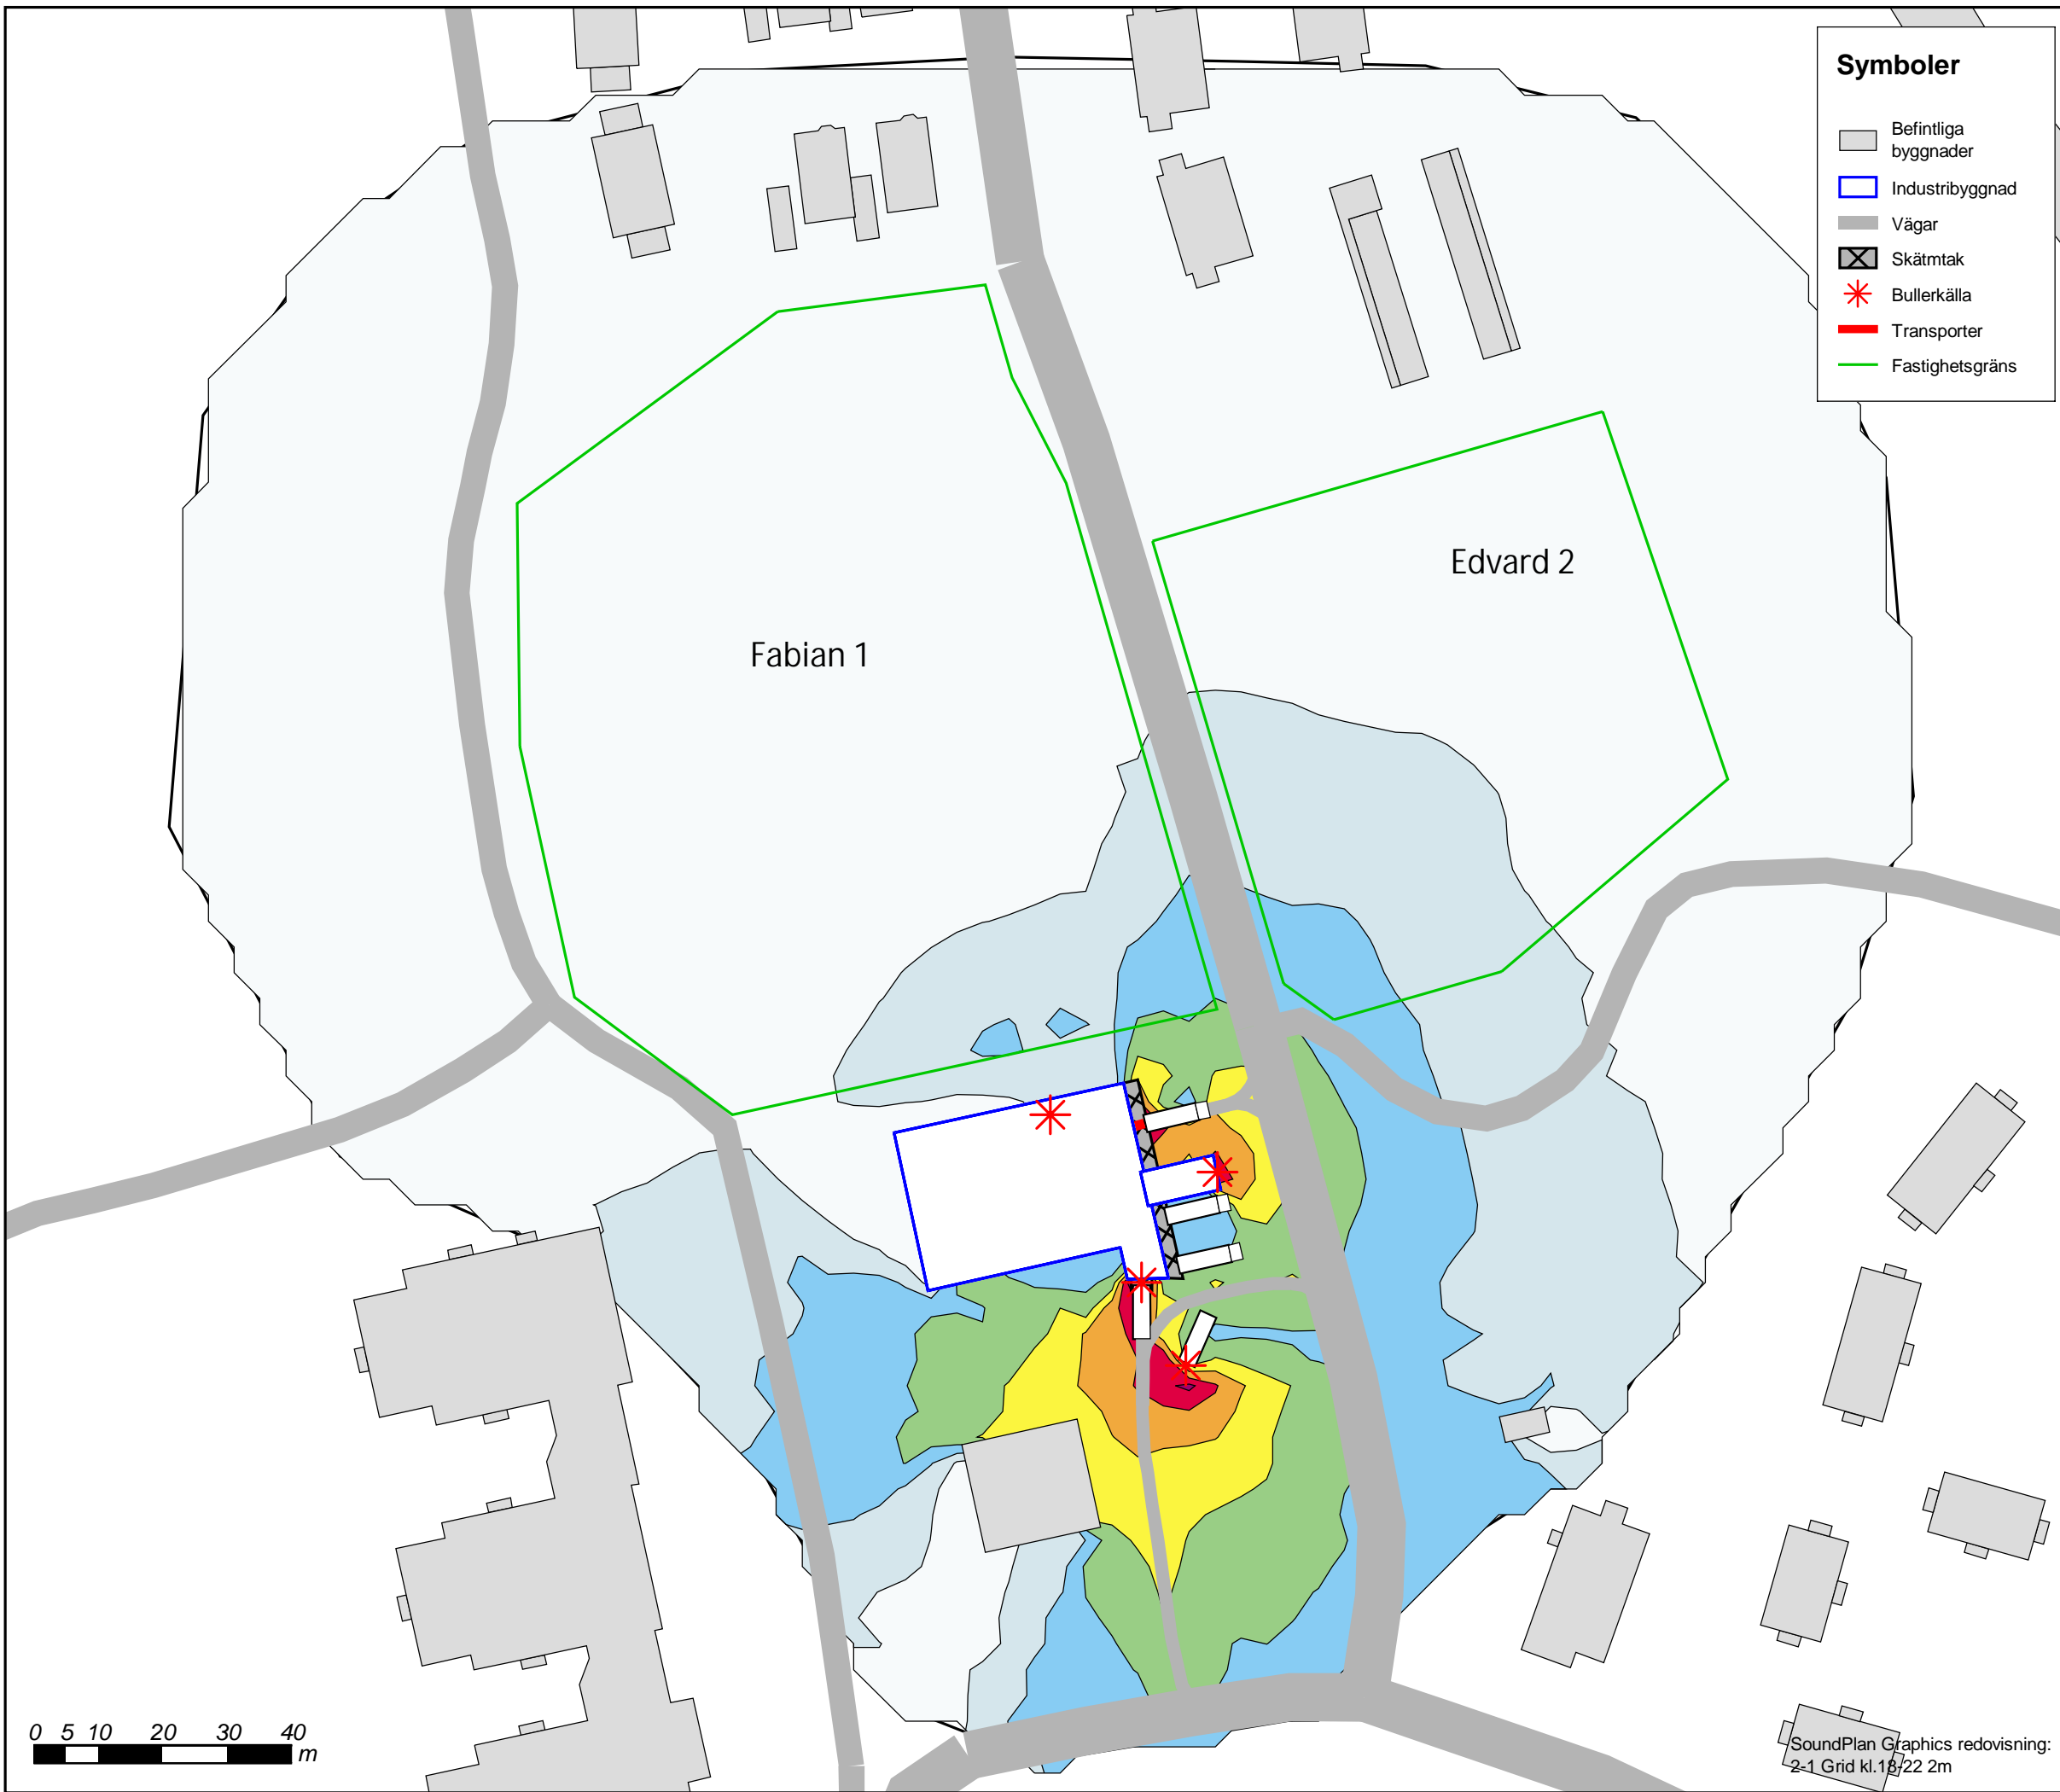 Symboler
Befintliga
byggnader
Industribyggnad
Vägar
Skätmtak
Bullerkälla
Transporter
Fastighetsgräns
Edvard 2
Fabian 1
0 5 10 20 30 40
m
SoundPlan Graphics redovisning:
2-1 Grid kl.18-22 2m